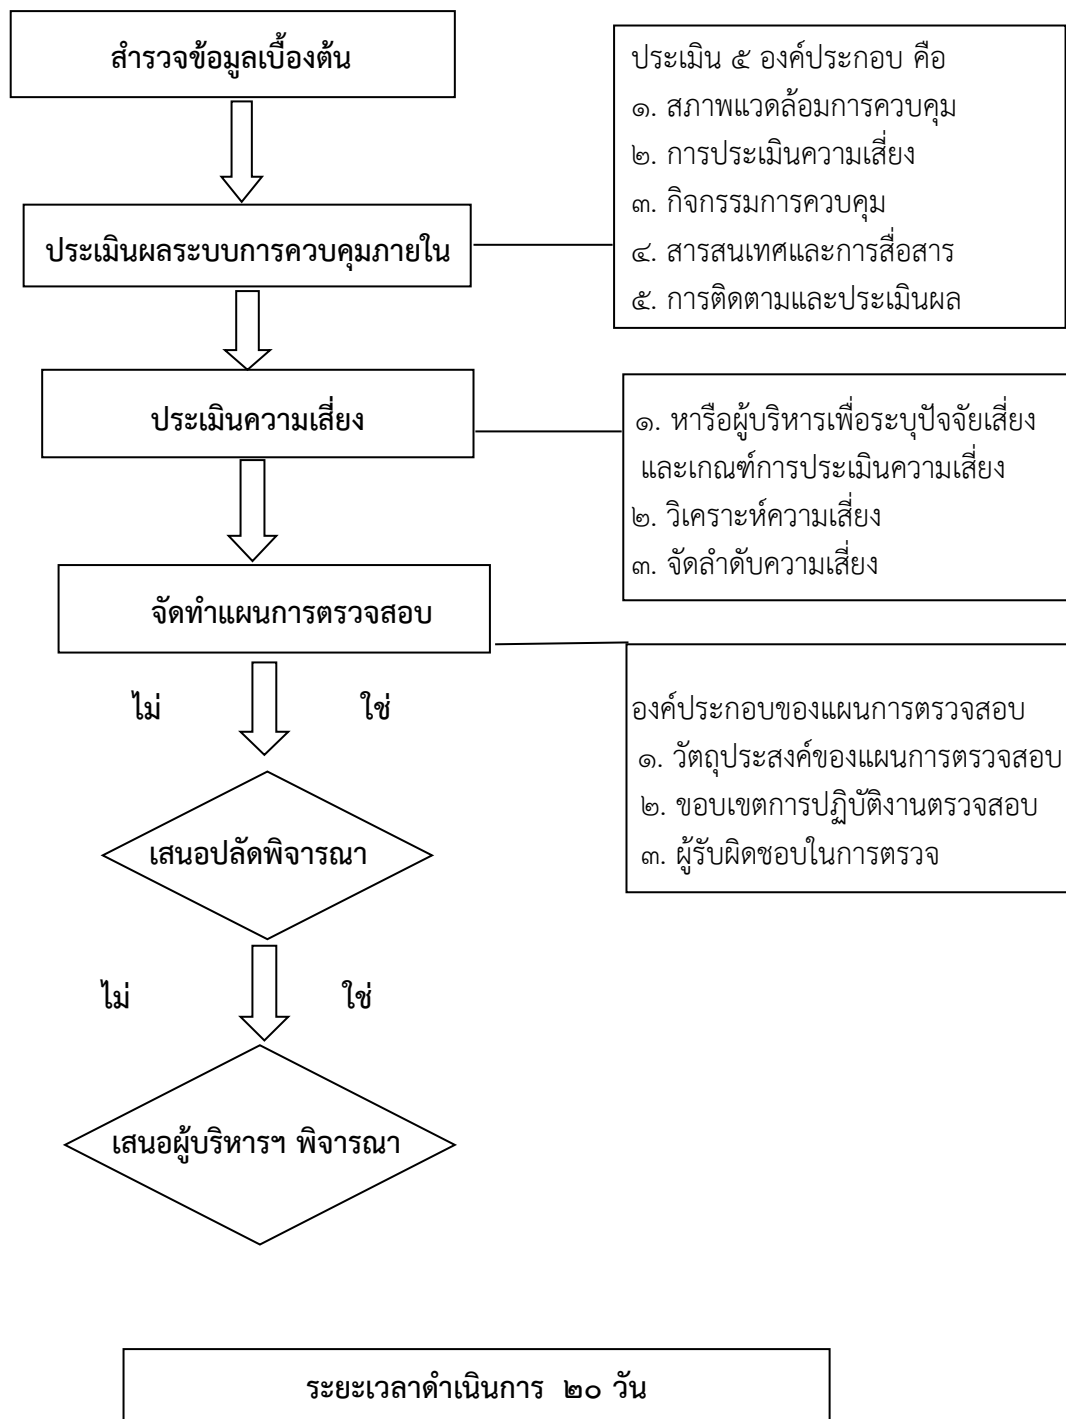 สำรวจข้อมูลเบื้องต้น
ประเมิน ๕ องค์ประกอบ คือ
๑. สภาพแวดล้อมการควบคุม
๒. การประเมินความเสี่ยง
๓. กิจกรรมการควบคุม
๔. สารสนเทศและการสื่อสาร
๕. การติดตามและประเมินผล
ประเมินผลระบบการควบคุมภายใน
ประเมินความเสี่ยง
๑. หารือผู้บริหารเพื่อระบุปัจจัยเสี่ยง
และเกณฑ์การประเมินความเสี่ยง
๒. วิเคราะห์ความเสี่ยง
๓. จัดลำดับความเสี่ยง
จัดทำแผนการตรวจสอบ
องค์ประกอบของแผนการตรวจสอบ
๑. วัตถุประสงค์ของแผนการตรวจสอบ
๒. ขอบเขตการปฏิบัติงานตรวจสอบ
๓. ผู้รับผิดชอบในการตรวจ
ไม่ ใช่
เสนอปลัดพิจารณา
ไม่ ใช่
เสนอผู้บริหารฯ พิจารณา
ระยะเวลาดำเนินการ ๒๐ วัน